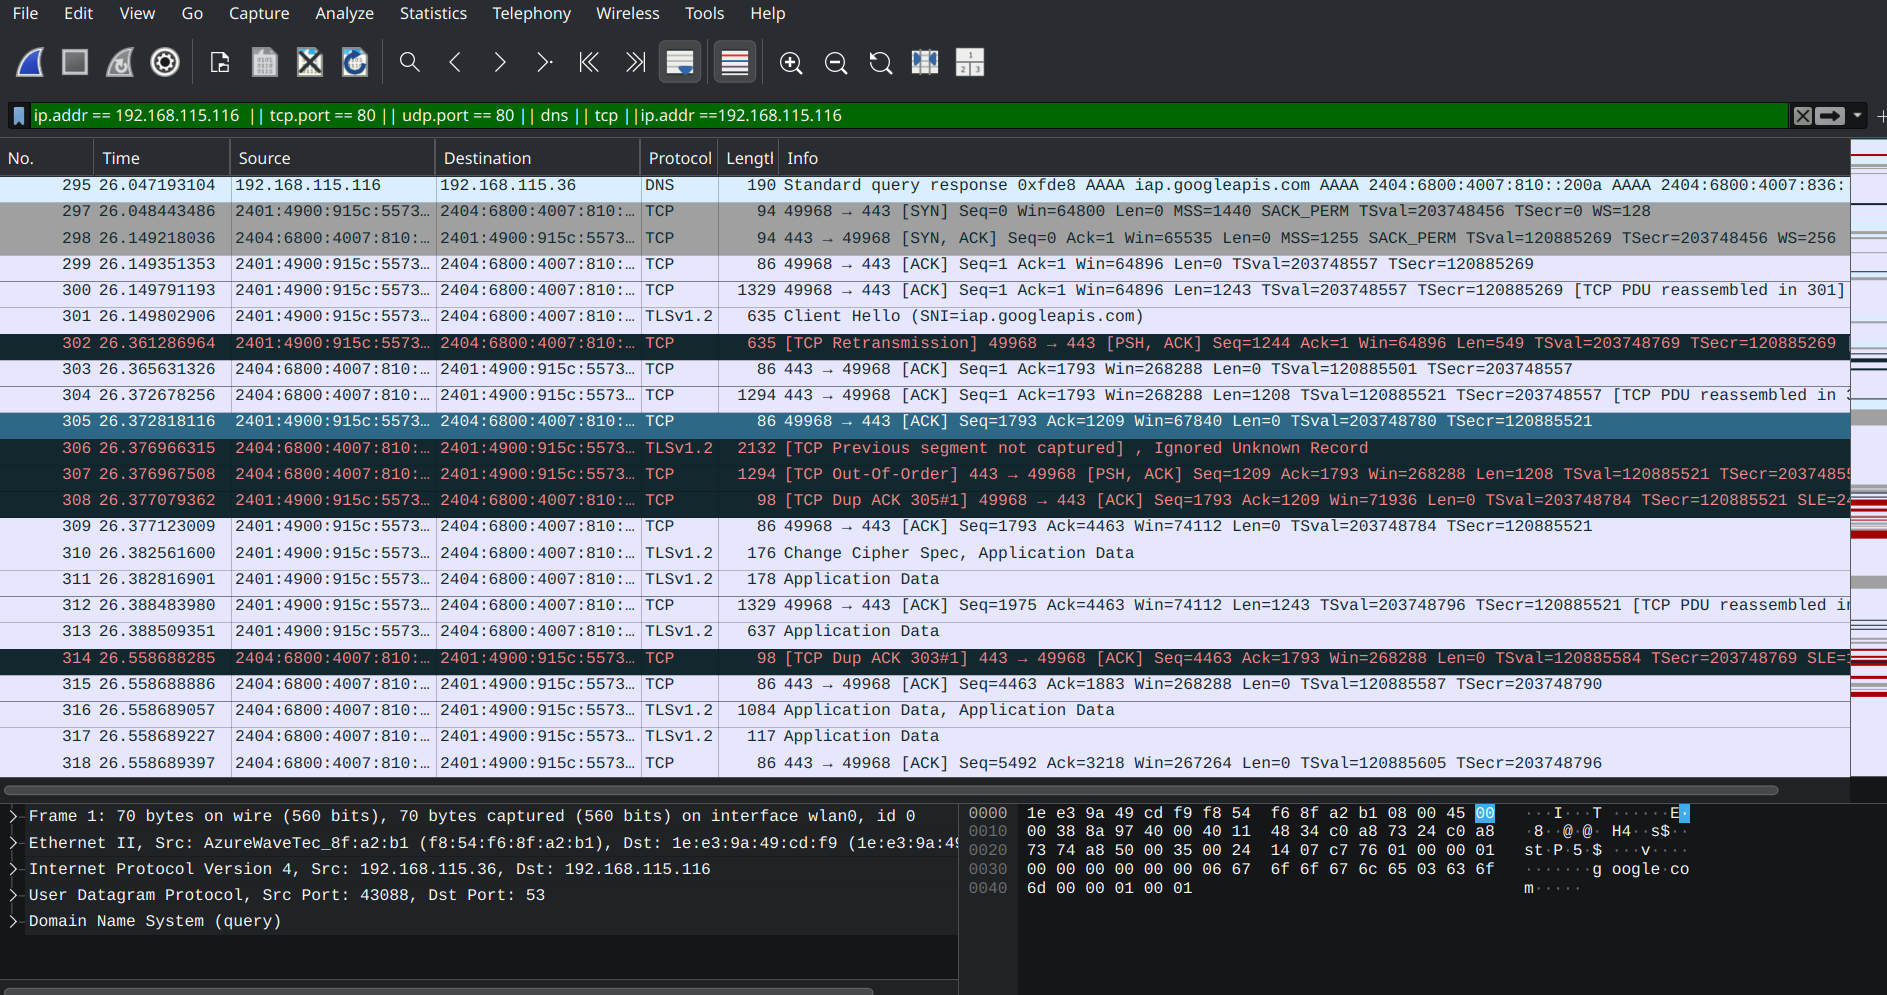 File Edit View Go Capture Analyze Statistics Telephony Wireless Tools Help
ip.addr == 192.168.115.116 || tcp.port == 80 || udp.port == 80 || dns || tcp ||ip.addr ==192.168.115.116
No. Time Source Destination Protocol Lengtl Info
295 26.047193104 192.168.115.116 192.168.115.36 DNS 190 Standard query response 0xfde8 AAAA iap.googleapis.com AAAA 2404:6800:4007:810::200a AAAA 2404:6800:4007:836:
297 26.048443486 2401:4900:915c:5573… 2404:6800:4007:810:… TCP 94 49968 → 443 [SYN] Seq=0 Win=64800 Len=0 MSS=1440 SACK_PERM TSval=203748456 TSecr=0 WS=128
298 26.149218036 2404:6800:4007:810:… 2401:4900:915c:5573… TCP 94 443 → 49968 [SYN, ACK] Seq=0 Ack=1 Win=65535 Len=0 MSS=1255 SACK_PERM TSval=120885269 TSecr=203748456 WS=256
299 26.149351353 2401:4900:915c:5573… 2404:6800:4007:810:… TCP 86 49968 → 443 [ACK] Seq=1 Ack=1 Win=64896 Len=0 TSval=203748557 TSecr=120885269
300 26.149791193 2401:4900:915c:5573… 2404:6800:4007:810:… TCP 1329 49968 → 443 [ACK] Seq=1 Ack=1 Win=64896 Len=1243 TSval=203748557 TSecr=120885269 [TCP PDU reassembled in 301]
301 26.149802906 2401:4900:915c:5573… 2404:6800:4007:810:… TLSv1.2 635 Client Hello (SNI=iap.googleapis.com)
302 26.361286964 2401:4900:915c:5573… 2404:6800:4007:810:… TCP 635 [TCP Retransmission] 49968 → 443 [PSH, ACK] Seq=1244 Ack=1 Win=64896 Len=549 TSval=203748769 TSecr=120885269
303 26.365631326 2404:6800:4007:810:… 2401:4900:915c:5573… TCP 86 443 → 49968 [ACK] Seq=1 Ack=1793 Win=268288 Len=0 TSval=120885501 TSecr=203748557
304 26.372678256 2404:6800:4007:810:… 2401:4900:915c:5573… TCP 1294 443 → 49968 [ACK] Seq=1 Ack=1793 Win=268288 Len=1208 TSval=120885521 TSecr=203748557 [TCP PDU reassembled in
305 26.372818116 2401:4900:915c:5573… 2404:6800:4007:810:… TCP 86 49968 → 443 [ACK] Seq=1793 Ack=1209 Win=67840 Len=0 TSval=203748780 TSecr=120885521
306 26.376966315 2404:6800:4007:810:… 2401:4900:915c:5573… TLSv1.2 2132 [TCP Previous segment not captured] , Ignored Unknown Record
307 26.376967508 2404:6800:4007:810:… 2401:4900:915c:5573… TCP 1294 [TCP Out-Of-Order] 443 → 49968 [PSH, ACK] Seq=1209 Ack=1793 Win=268288 Len=1208 TSval=120885521 TSecr=2037485
308 26.377079362 2401:4900:915c:5573… 2404:6800:4007:810:… TCP 98 [TCP Dup ACK 305#1] 49968 → 443 [ACK] Seq=1793 Ack=1209 Win=71936 Len=0 TSval=203748784 TSecr=120885521 SLE=2
309 26.377123009 2401:4900:915c:5573… 2404:6800:4007:810:… TCP 86 49968 → 443 [ACK] Seq=1793 Ack=4463 Win=74112 Len=0 TSval=203748784 TSecr=120885521
310 26.382561600 2401:4900:915c:5573… 2404:6800:4007:810:… TLSv1.2 176 Change Cipher Spec, Application Data
311 26.382816901 2401:4900:915c:5573… 2404:6800:4007:810:… TLSv1.2 178 Application Data
312 26.388483980 2401:4900:915c:5573… 2404:6800:4007:810:… TCP 1329 49968 → 443 [ACK] Seq=1975 Ack=4463 Win=74112 Len=1243 TSval=203748796 TSecr=120885521 [TCP PDU reassembled in
313 26.388509351 2401:4900:915c:5573… 2404:6800:4007:810:… TLSv1.2 637 Application Data
314 26.558688285 2404:6800:4007:810:… 2401:4900:915c:5573… TCP 98 [TCP Dup ACK 303#1] 443 → 49968 [ACK] Seq=4463 Ack=1793 Win=268288 Len=0 TSval=120885584 TSecr=203748769 SLE=
315 26.558688886 2404:6800:4007:810:… 2401:4900:915c:5573… TCP 86 443 → 49968 [ACK] Seq=4463 Ack=1883 Win=268288 Len=0 TSval=120885587 TSecr=203748790
316 26.558689057 2404:6800:4007:810:… 2401:4900:915c:5573… TLSv1.2 1084 Application Data, Application Data
317 26.558689227 2404:6800:4007:810:… 2401:4900:915c:5573… TLSv1.2 117 Application Data
318 26.558689397 2404:6800:4007:810:… 2401:4900:915c:5573… TCP 86 443 → 49968 [ACK] Seq=5492 Ack=3218 Win=267264 Len=0 TSval=120885605 TSecr=203748796
Frame 1: 70 bytes on wire (560 bits), 70 bytes captured (560 bits) on interface wlan0, id 0
Ethernet II, Src: AzureWaveTec_8f:a2:b1 (f8:54:f6:8f:a2:b1), Dst: 1e:e3:9a:49:cd:f9 (1e:e3:9a:49
Internet Protocol Version 4, Src: 192.168.115.36, Dst: 192.168.115.116
User Datagram Protocol, Src Port: 43088, Dst Port: 53
Domain Name System (query)
0000 1e e3 9a 49 cd f9 f8 54 f6 8f a2 b1 08 00 45 00 ···I···T ······E·
0010 00 38 8a 97 40 00 40 11 48 34 c0 a8 73 24 c0 a8 ·8··@·@· H4··s$··
0020 73 74 a8 50 00 35 00 24 14 07 c7 76 01 00 00 01 st·P·5·$ ···v····
0030 00 00 00 00 00 00 06 67 6f 6f 67 6c 65 03 63 6f ·······g oogle·co
0040 6d 00 00 01 00 01 m·····